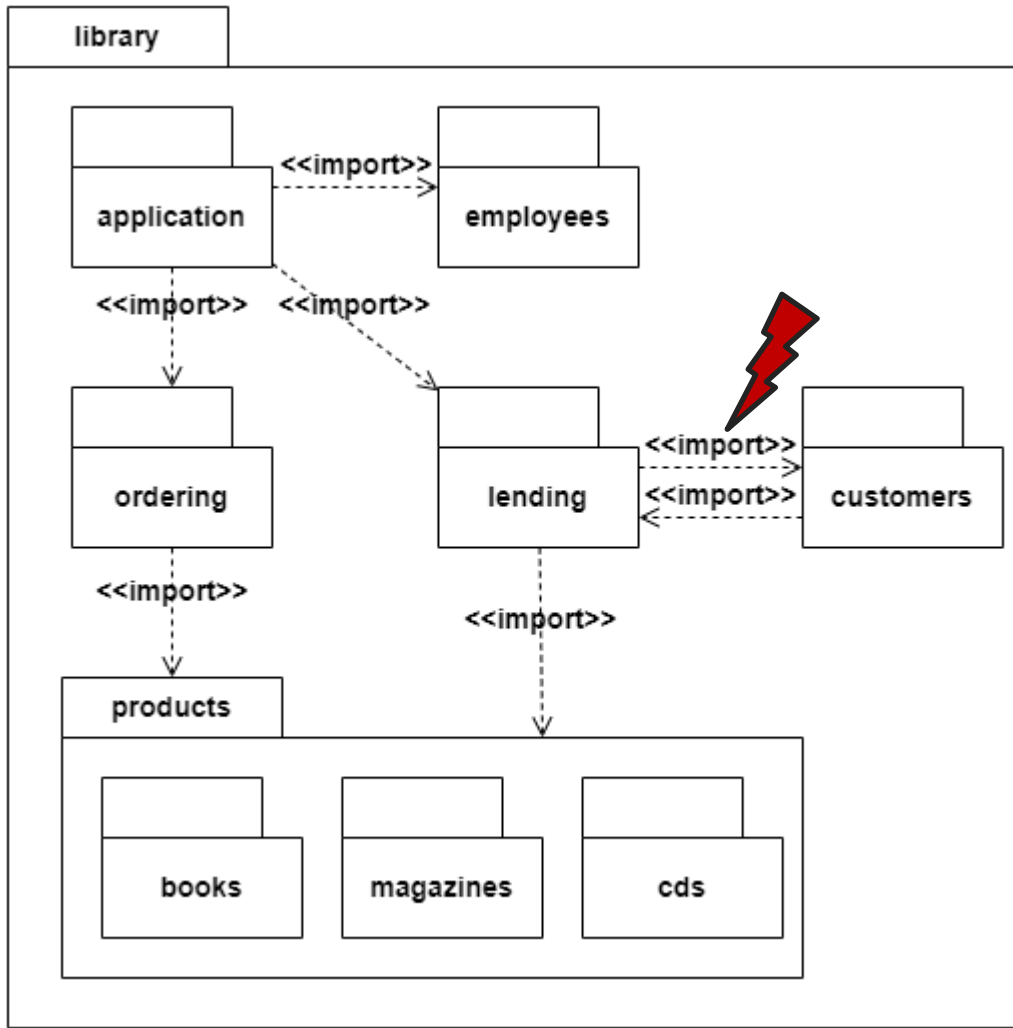 library
<<import>>
application
employees
<<import>>
<<import>>
<<import>>
ordering
lending
<<import>>
customers
<<import>>
<<import>>
products
books
magazines
cds